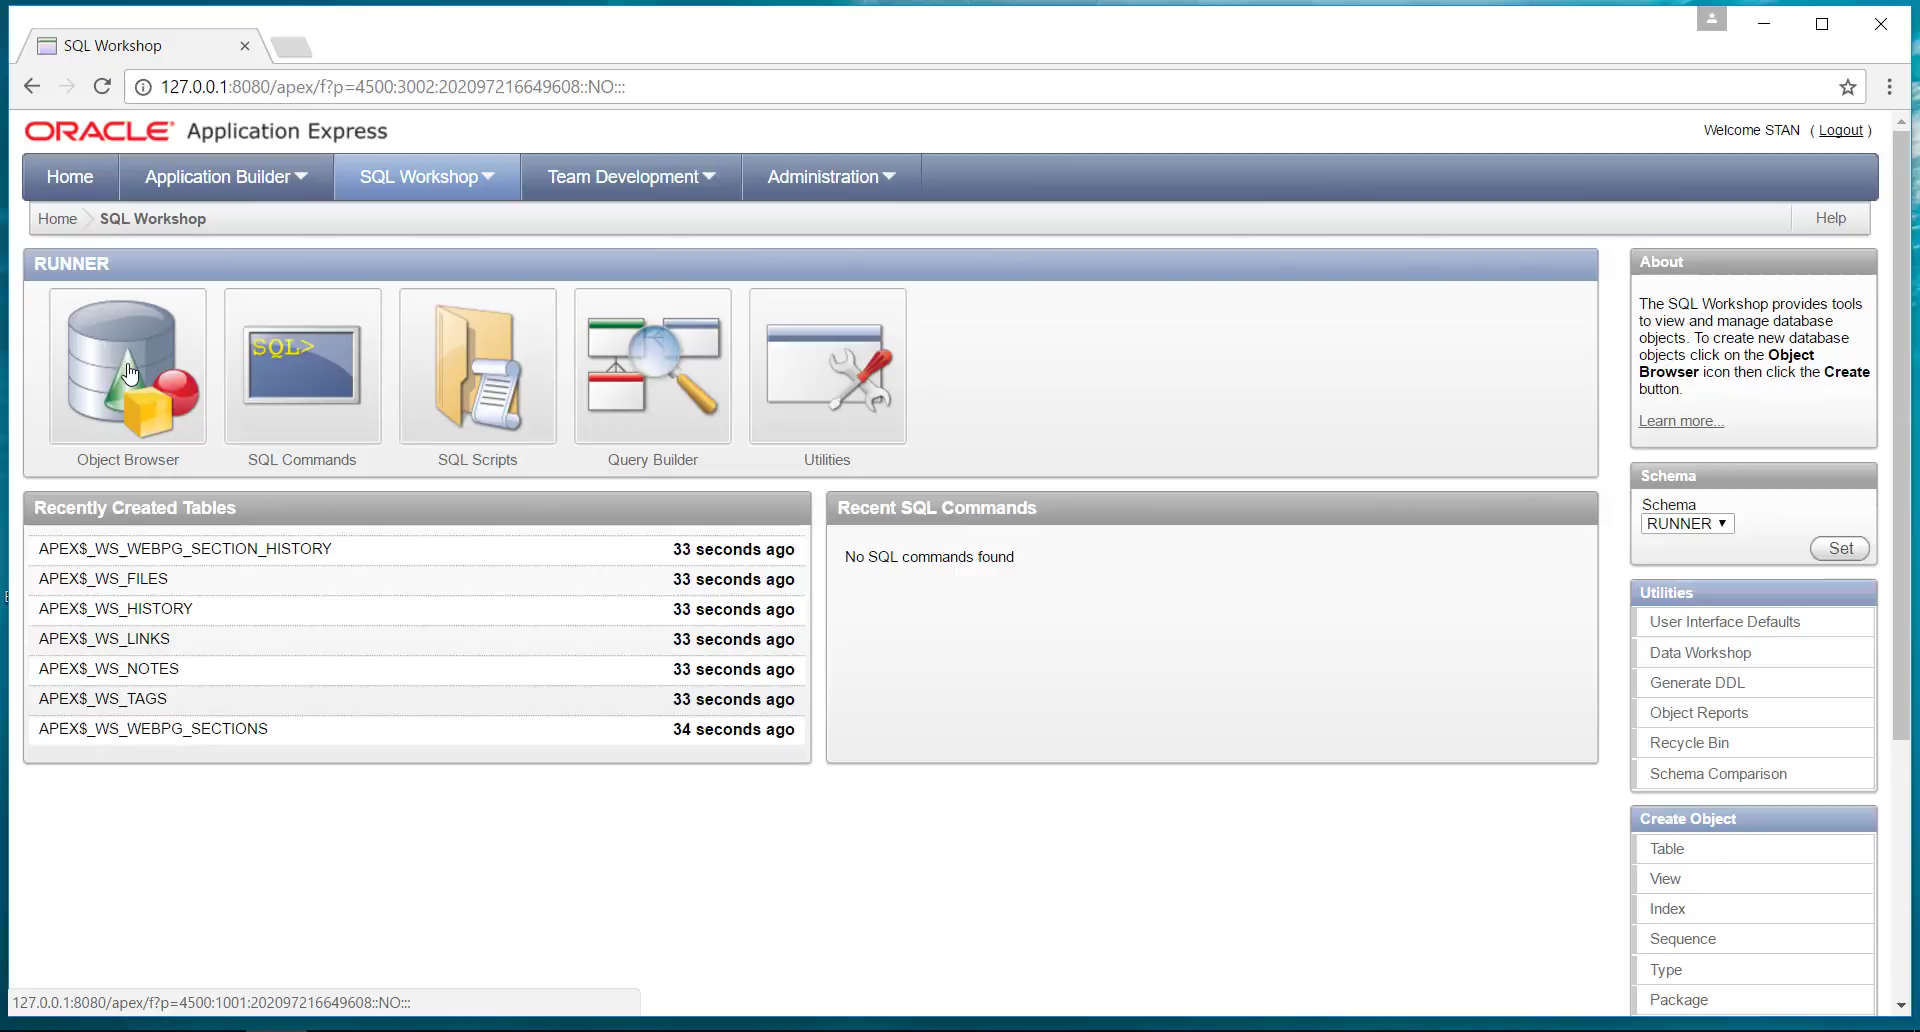 SQL Workshop
127.0.0.1:8080/apex/f?p=4500:3002:202097216649608::NO:::
ORACLE® Application Express
Welcome STAN ( Logout )
Home
Application Builder
SQL Workshop
Team Development
Administration
Home
SQL Workshop
Help
RUNNER
SQL>
Object Browser
SQL Commands
SQL Scripts
Query Builder
Utilities
Recently Created Tables
APEX$_WS_WEBPG_SECTION_HISTORY 33 seconds ago
APEX$_WS_FILES 33 seconds ago
APEX$_WS_HISTORY 33 seconds ago
APEX$_WS_LINKS 33 seconds ago
APEX$_WS_NOTES 33 seconds ago
APEX$_WS_TAGS 33 seconds ago
APEX$_WS_WEBPG_SECTIONS 34 seconds ago
Recent SQL Commands
No SQL commands found
About
The SQL Workshop provides tools
to view and manage database
objects. To create new database
objects click on the Object
Browser icon then click the Create
button.
Learn more...
Schema
Schema
RUNNER
Set
Utilities
User Interface Defaults
Data Workshop
Generate DDL
Object Reports
Recycle Bin
Schema Comparison
Create Object
Table
View
Index
Sequence
Type
Package
127.0.0.1:8080/apex/f?p=4500:1001:202097216649608::NO:::